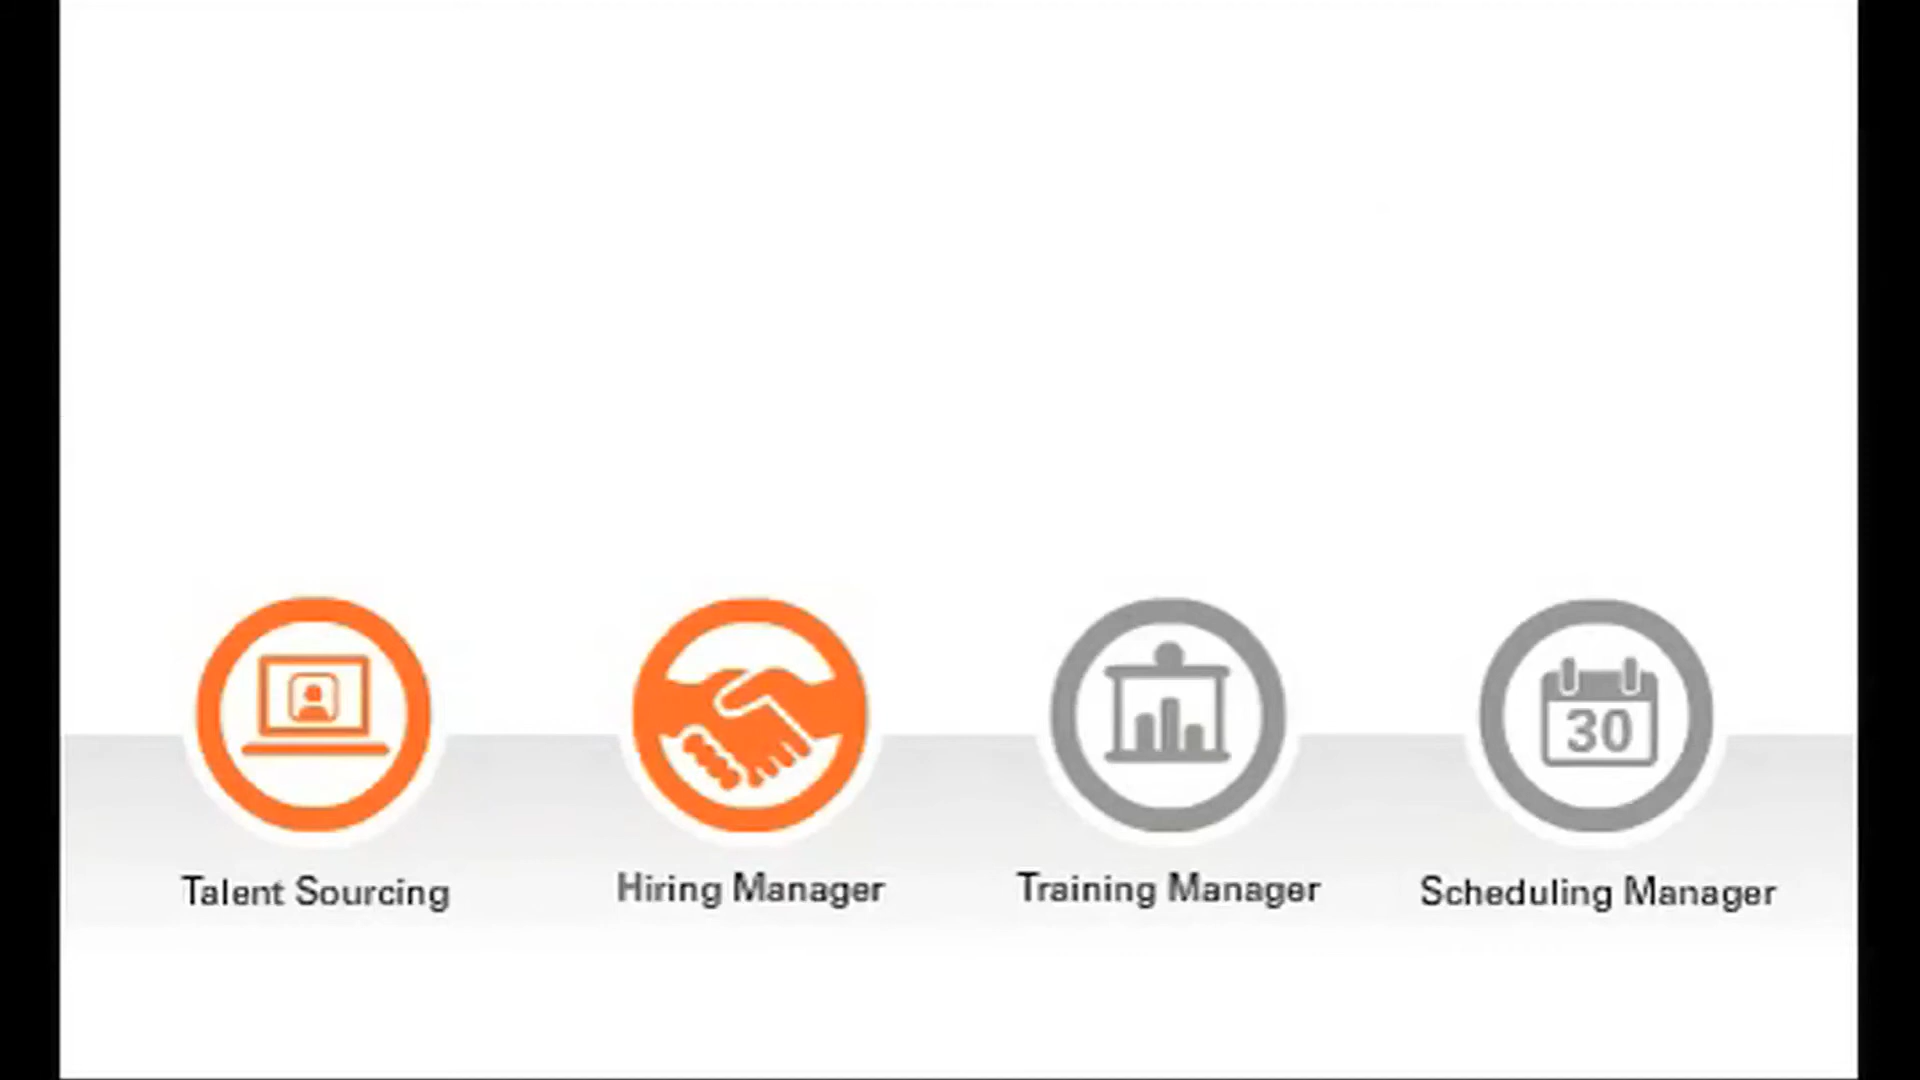 30
Talent Sourcing
Hiring Manager
Training Manager
Scheduling Manager